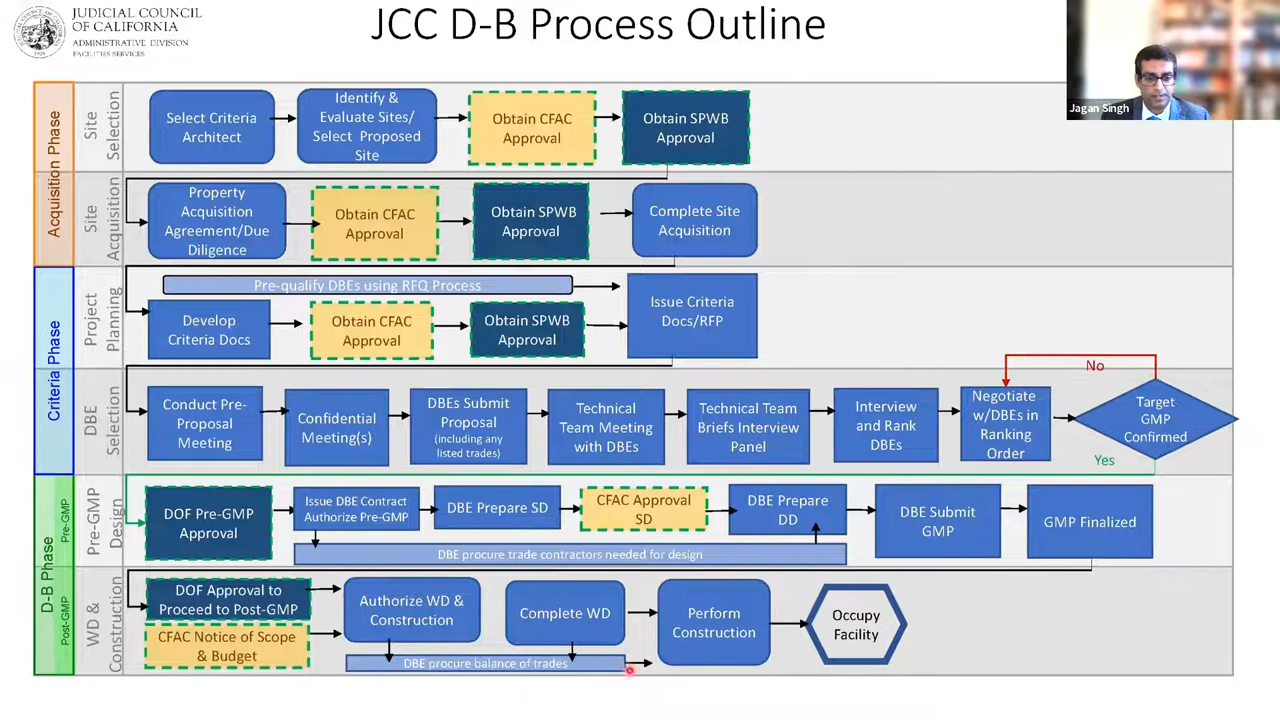 JUDICIAL COUNCIL
OF CALIFORNIA
ADMINISTRATIVE DIVISION
FACILITIES SERVICES
JCC D-B Process Outline
Jagan Singh
Acquisition Phase
Site
Selection
Select Criteria
Architect
Identify &
Evaluate Sites/
Select Proposed
Site
Obtain CFAC
Approval
Obtain SPWB
Approval
Site
Acquisition
Property
Acquisition
Agreement/Due
Diligence
Obtain CFAC
Approval
Obtain SPWB
Approval
Complete Site
Acquisition
Criteria Phase
Project
Planning
Pre-qualify DBEs using RFQ Process
Develop
Criteria Docs
Obtain CFAC
Approval
Obtain SPWB
Approval
Issue Criteria
Docs/RFP
DBE
Selection
Conduct Pre-
Proposal
Meeting
Confidential
Meeting(s)
DBEs Submit
Proposal
(including any
listed trades)
Technical
Team Meeting
with DBEs
Technical Team
Briefs Interview
Panel
Interview
and Rank
DBEs
Negotiate
w/DBEs in
Ranking
Order
No
Target
GMP
Confirmed
Yes
D-B Phase
Pre-GMP
Pre-GMP
Design
DOF Pre-GMP
Approval
Issue DBE Contract
Authorize Pre-GMP
DBE Prepare SD
CFAC Approval
SD
DBE Prepare
DD
DBE Submit
GMP
GMP Finalized
DBE procure trade contractors needed for design
Post-GMP
WD &
Construction
DOF Approval to
Proceed to Post-GMP
CFAC Notice of Scope
& Budget
Authorize WD &
Construction
Complete WD
Perform
Construction
Occupy
Facility
DBE procure balance of trades